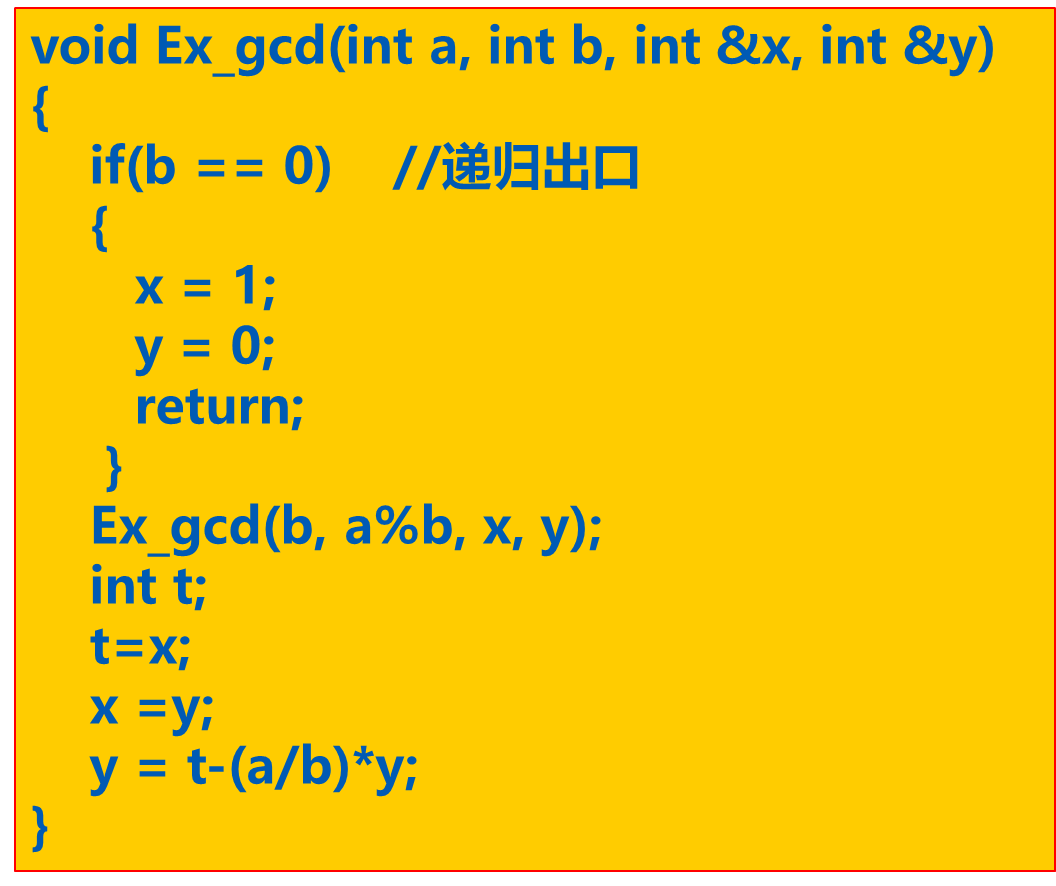 void Ex_gcd(int a, int b, int &x, int &y)
{
if(b == 0) //递归出口
{
x = 1;
y = 0;
return;
}
Ex_gcd(b, a%b, x, y);
int t;
t=x;
x =y;
y = t-(a/b)*y;
}